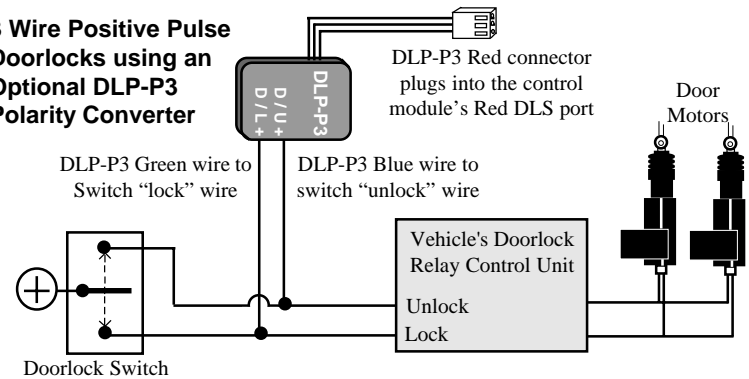 3 Wire Positive Pulse
Doorlocks using an
Optional DLP-P3
Polarity Converter
DLP-P3
D / U +
D / L +
DLP-P3 Red connector
plugs into the control
module's Red DLS port
Door
Motors
DLP-P3 Green wire to
Switch “lock” wire
DLP-P3 Blue wire to
switch “unlock” wire
Vehicle's Doorlock
Relay Control Unit
Unlock
Lock
Doorlock Switch